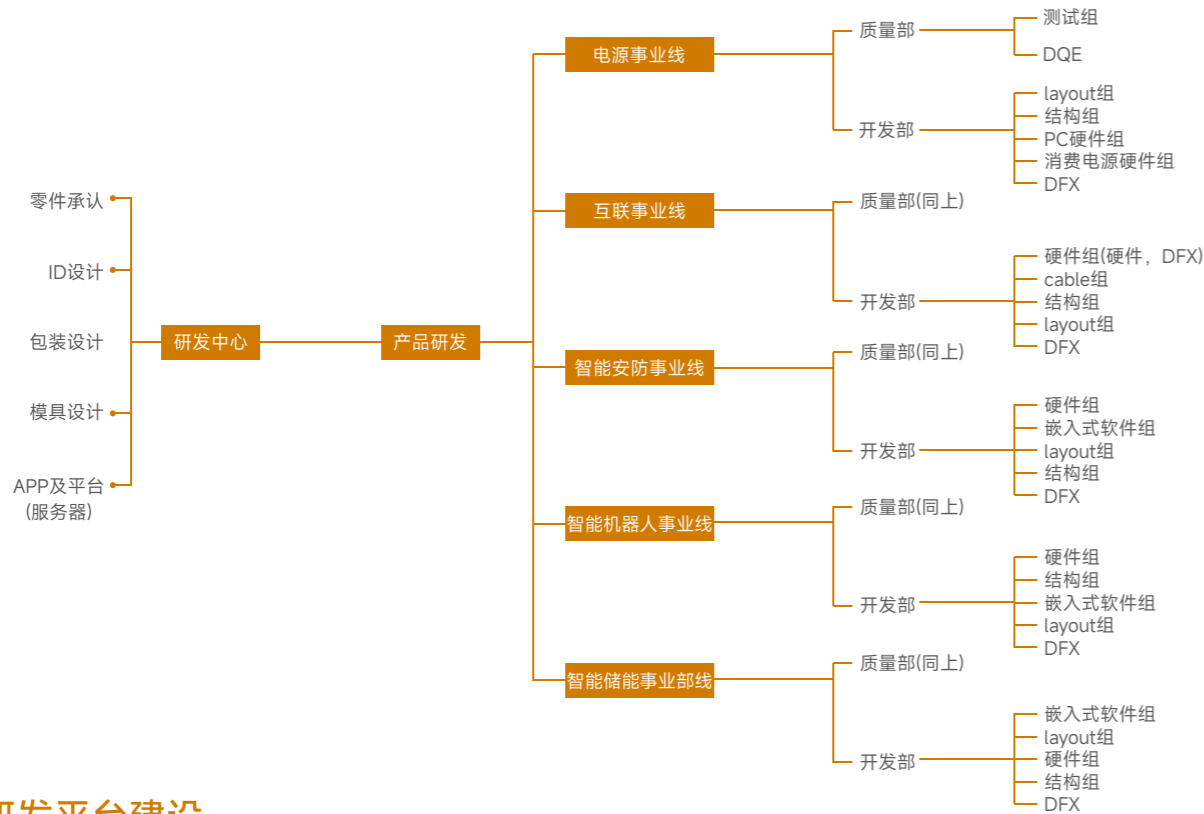 零件承认
ID设计
包装设计
模具设计
APP及平台
(服务器)
研发中心
产品研发
电源事业线
质量部
测试组
DQE
开发部
layout组
结构组
PC硬件组
消费电源硬件组
DFX
互联事业线
质量部(同上)
开发部
硬件组(硬件，DFX)
cable组
结构组
layout组
DFX
智能安防事业线
质量部(同上)
开发部
硬件组
嵌入式软件组
layout组
结构组
DFX
智能机器人事业线
质量部(同上)
开发部
硬件组
结构组
嵌入式软件组
layout组
DFX
智能储能事业部线
质量部(同上)
开发部
嵌入式软件组
layout组
硬件组
结构组
DFX
研发平台建设